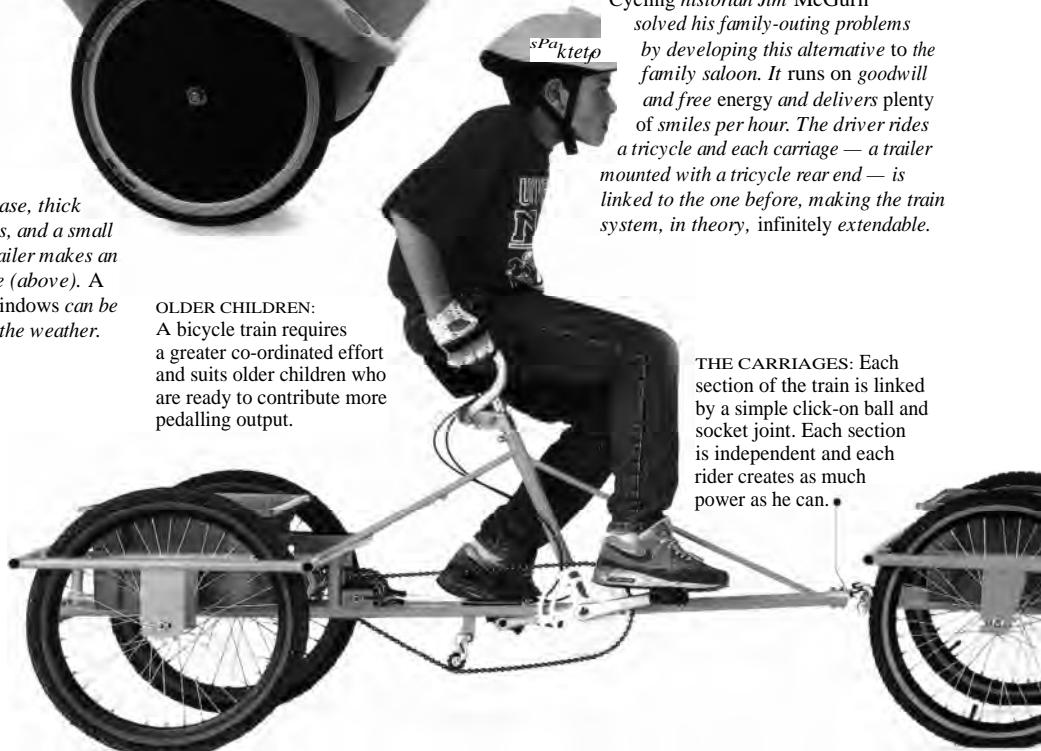 Cycling historian Jim McGurn
solved his family-outing problems
by developing this alternative to the
family saloon. It runs on goodwill
and free energy and delivers plenty
of smiles per hour. The driver rides
a tricycle and each carriage — a trailer
mounted with a tricycle rear end — is
linked to the one before, making the train
system, in theory, infinitely extendable.
ase, thick
s, and a small
ailer makes an
e (above). A
indows can be
the weather.
OLDER CHILDREN:
A bicycle train requires
a greater co-ordinated effort
and suits older children who
are ready to contribute more
pedalling output.
THE CARRIAGES: Each
section of the train is linked
by a simple click-on ball and
socket joint. Each section
is independent and each
rider creates as much
power as he can.